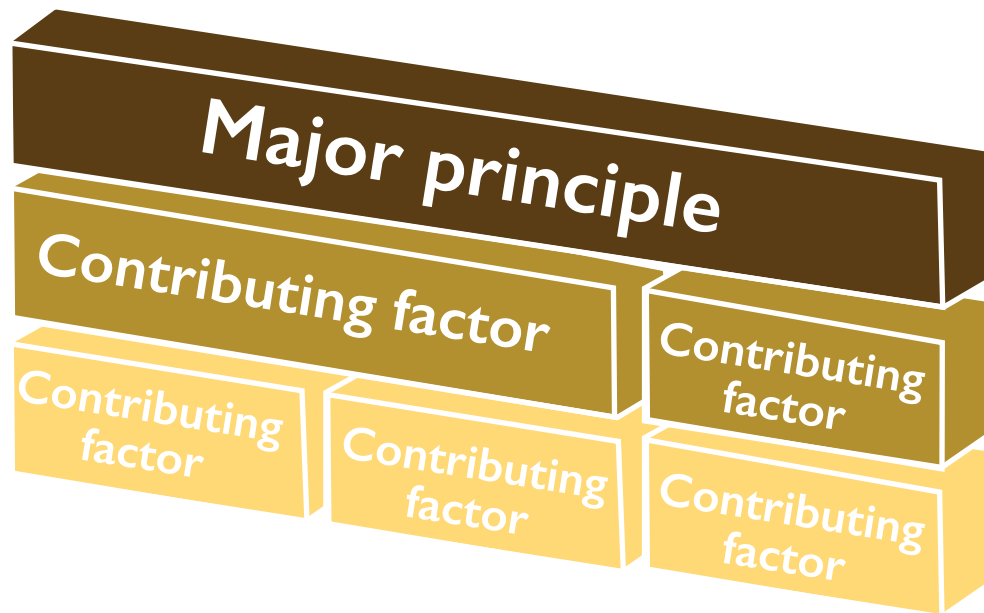 Major principle
Contributing factor
Contributing
factor
Contributing
factor
Contributing
factor
Contributing
factor